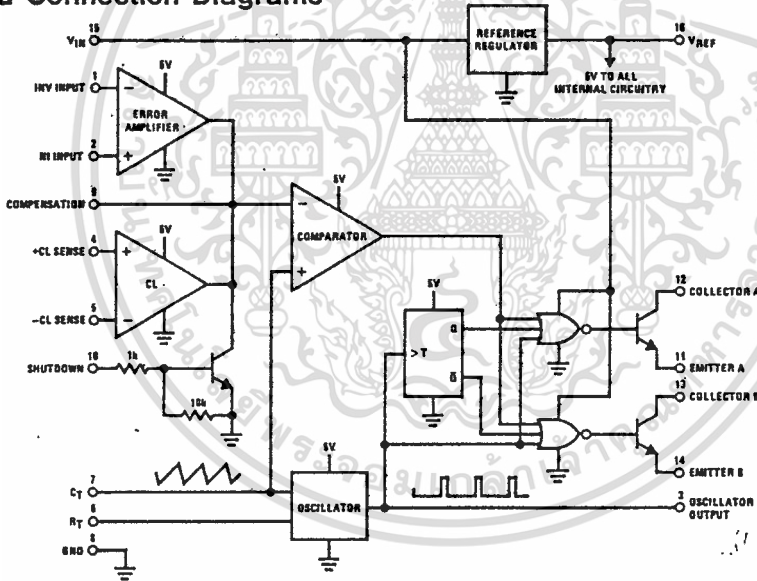 Connection Diagrams
15
VIN
REFERENCE
REGULATOR
16
VREF
5V TO ALL
INTERNAL CIRCUITRY
1
INV INPUT
5V
ERROR
AMPLIFIER
2
NI INPUT
9
COMPENSATION
5V
COMPARATOR
4
+CL SENSE
5V
CL
5
-CL SENSE
10
SHUTDOWN
1k
10k
5V
>T
Q
Q̅
12
COLLECTOR A
11
EMITTER A
13
COLLECTOR B
14
EMITTER B
7
CT
6
RT
5V
OSCILLATOR
3
OSCILLATOR
OUTPUT
8
GND